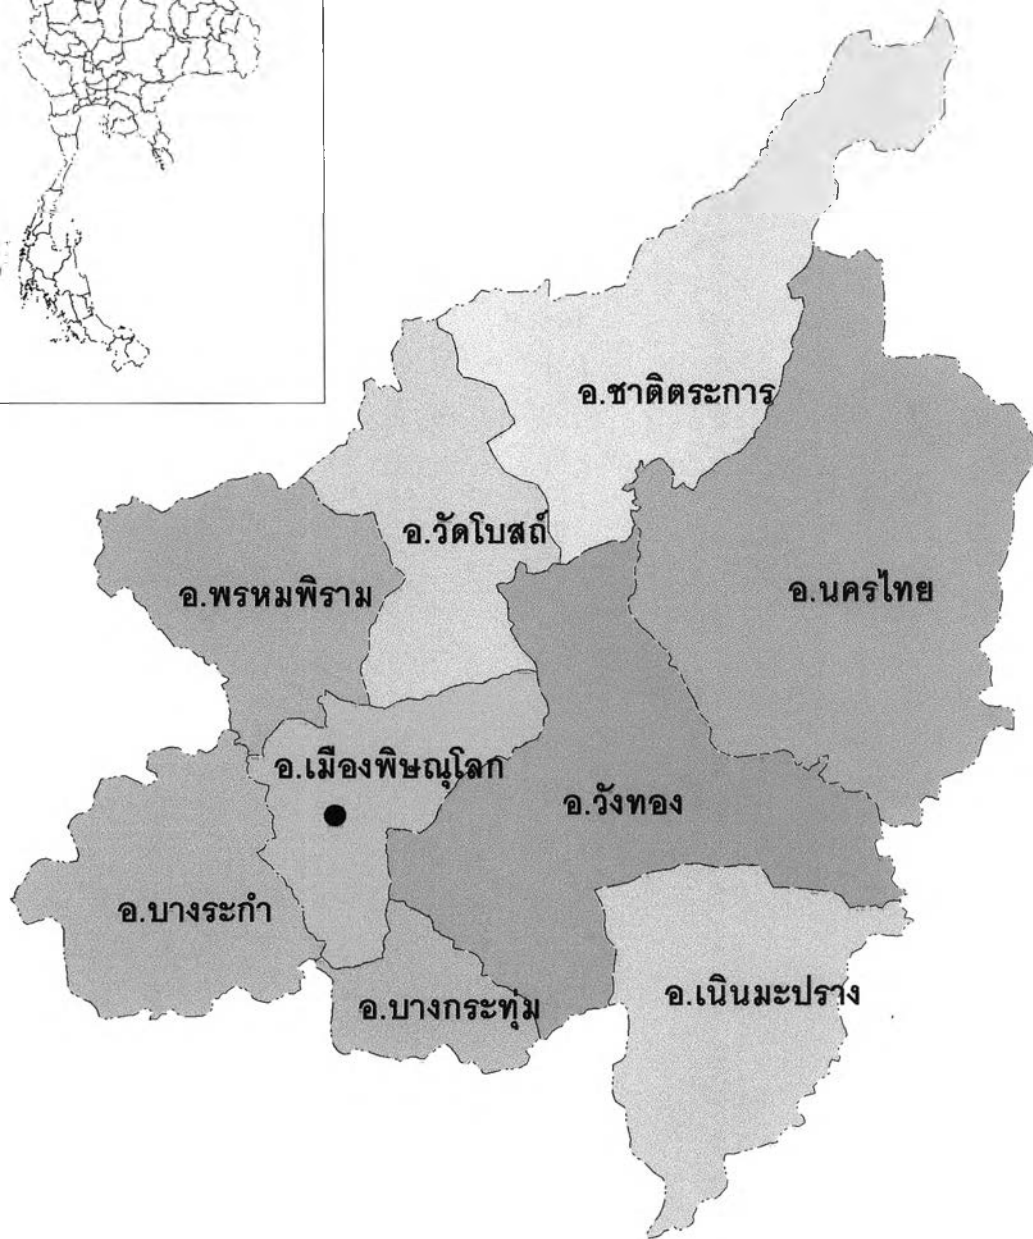 อ.ชาติตระการ
อ.วัดโบสถ์
อ.นครไทย
อ.พรหมพิราม
อ.เมืองพิษณุโลก
อ.วังทอง
อ.บางระกำ
อ.เนินมะปราง
อ.บางกระทุ่ม